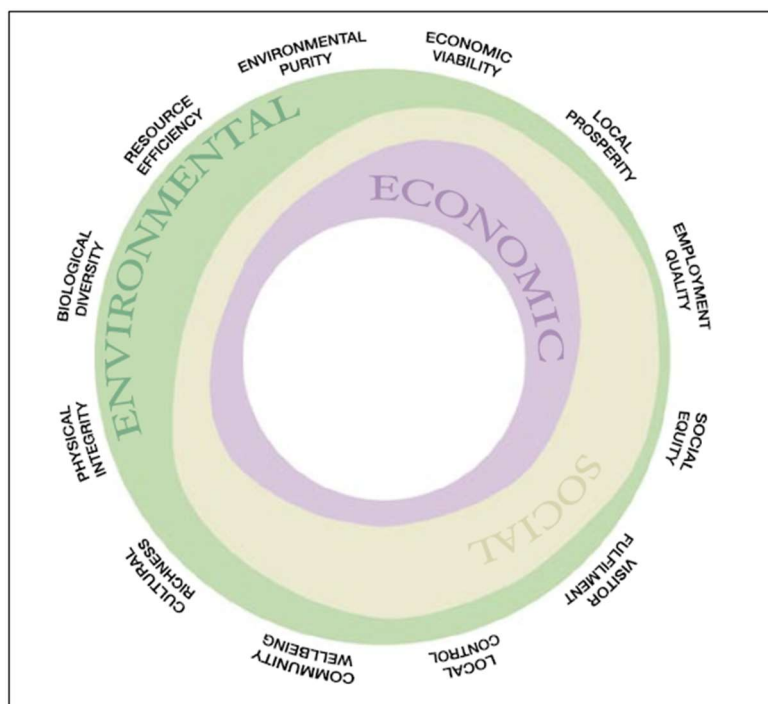 ENVIRONMENTAL
PURITY
ECONOMIC
VIABILITY
LOCAL
PROSPERITY
EMPLOYMENT
QUALITY
SOCIAL
EQUITY
VISITOR
FULFILMENT
LOCAL
CONTROL
COMMUNITY
WELLBEING
CULTURAL
RICHNESS
PHYSICAL
INTEGRITY
BIOLOGICAL
DIVERSITY
RESOURCE
EFFICIENCY
ENVIRONMENTAL
ECONOMIC
SOCIAL